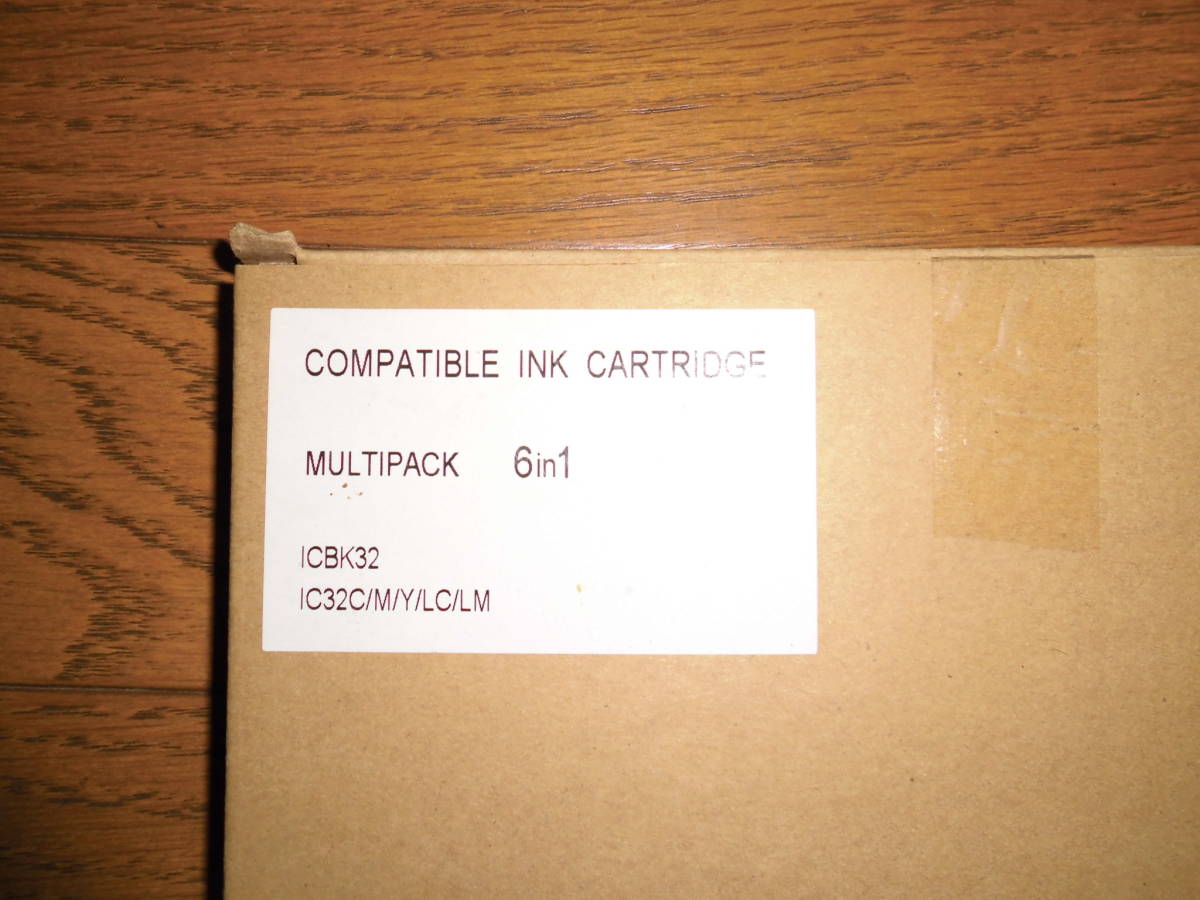 COMPATIBLE INK CARTRIDGE
MULTIPACK 6in1
ICBK32
IC32C/M/Y/LC/LM